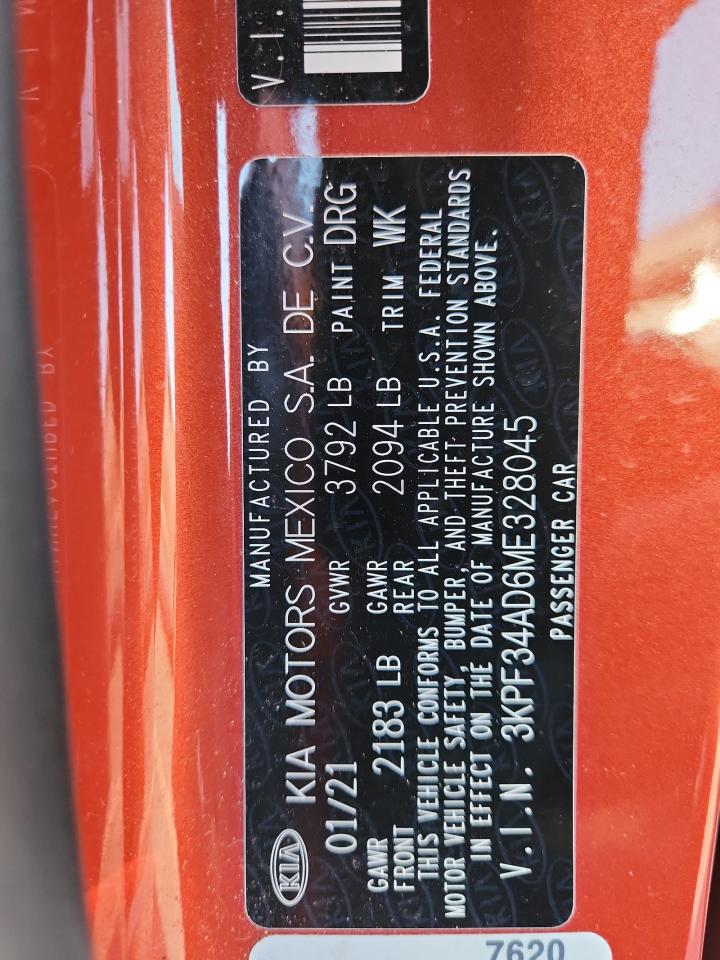 V.I.
MANUFACTURED BY
KIA KIA MOTORS MEXICO S.A. DE C.V.
01/21 GVWR 3792 LB PAINT DRG
GAWR FRONT 2183 LB GAWR REAR 2094 LB TRIM WK
THIS VEHICLE CONFORMS TO ALL APPLICABLE U.S.A. FEDERAL
MOTOR VEHICLE SAFETY, BUMPER, AND THEFT PREVENTION STANDARDS
IN EFFECT ON THE DATE OF MANUFACTURE SHOWN ABOVE.
V.I.N. 3KPF34AD6ME328045
PASSENGER CAR
7620